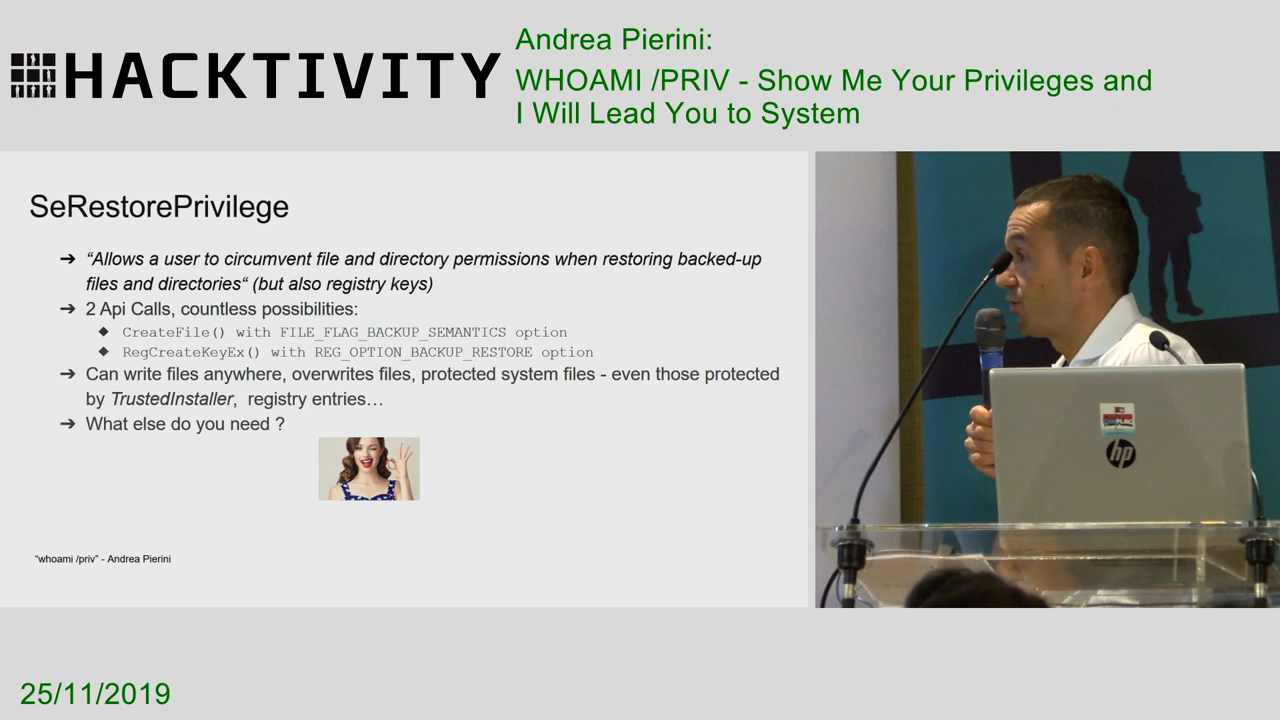 HACKTIVITY
Andrea Pierini:
WHOAMI /PRIV - Show Me Your Privileges and
I Will Lead You to System
SeRestorePrivilege
➔ “Allows a user to circumvent file and directory permissions when restoring backed-up
files and directories“ (but also registry keys)
➔ 2 Api Calls, countless possibilities:
◆ CreateFile() with FILE_FLAG_BACKUP_SEMANTICS option
◆ RegCreateKeyEx() with REG_OPTION_BACKUP_RESTORE option
➔ Can write files anywhere, overwrites files, protected system files - even those protected
by TrustedInstaller, registry entries…
➔ What else do you need ?
“whoami /priv” - Andrea Pierini
hp
25/11/2019